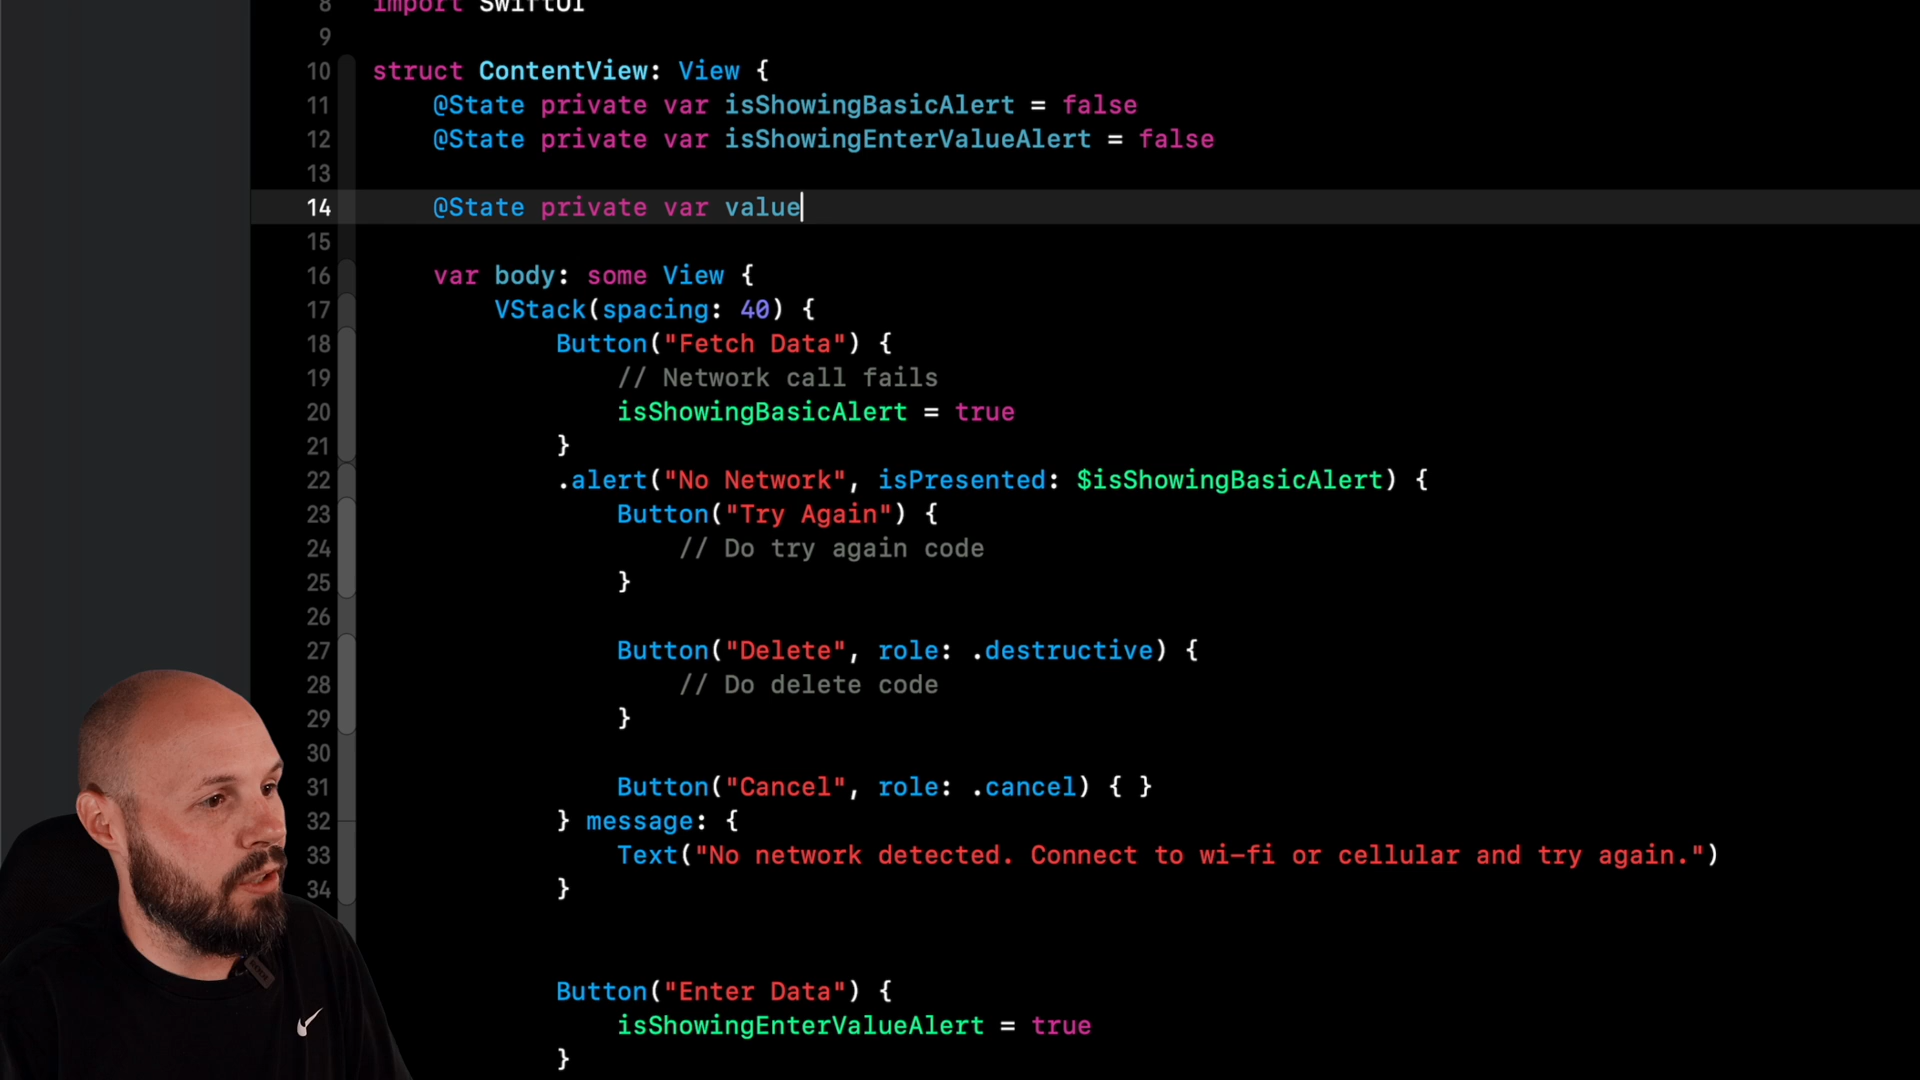 8 import SwiftUI
9
10 struct ContentView: View {
11 @State private var isShowingBasicAlert = false
12 @State private var isShowingEnterValueAlert = false
13
14 @State private var value
15
16 var body: some View {
17 VStack(spacing: 40) {
18 Button("Fetch Data") {
19 // Network call fails
20 isShowingBasicAlert = true
21 }
22 .alert("No Network", isPresented: $isShowingBasicAlert) {
23 Button("Try Again") {
24 // Do try again code
25 }
26
27 Button("Delete", role: .destructive) {
28 // Do delete code
29 }
30
31 Button("Cancel", role: .cancel) { }
32 } message: {
33 Text("No network detected. Connect to wi-fi or cellular and try again.")
34 }
Button("Enter Data") {
isShowingEnterValueAlert = true
}